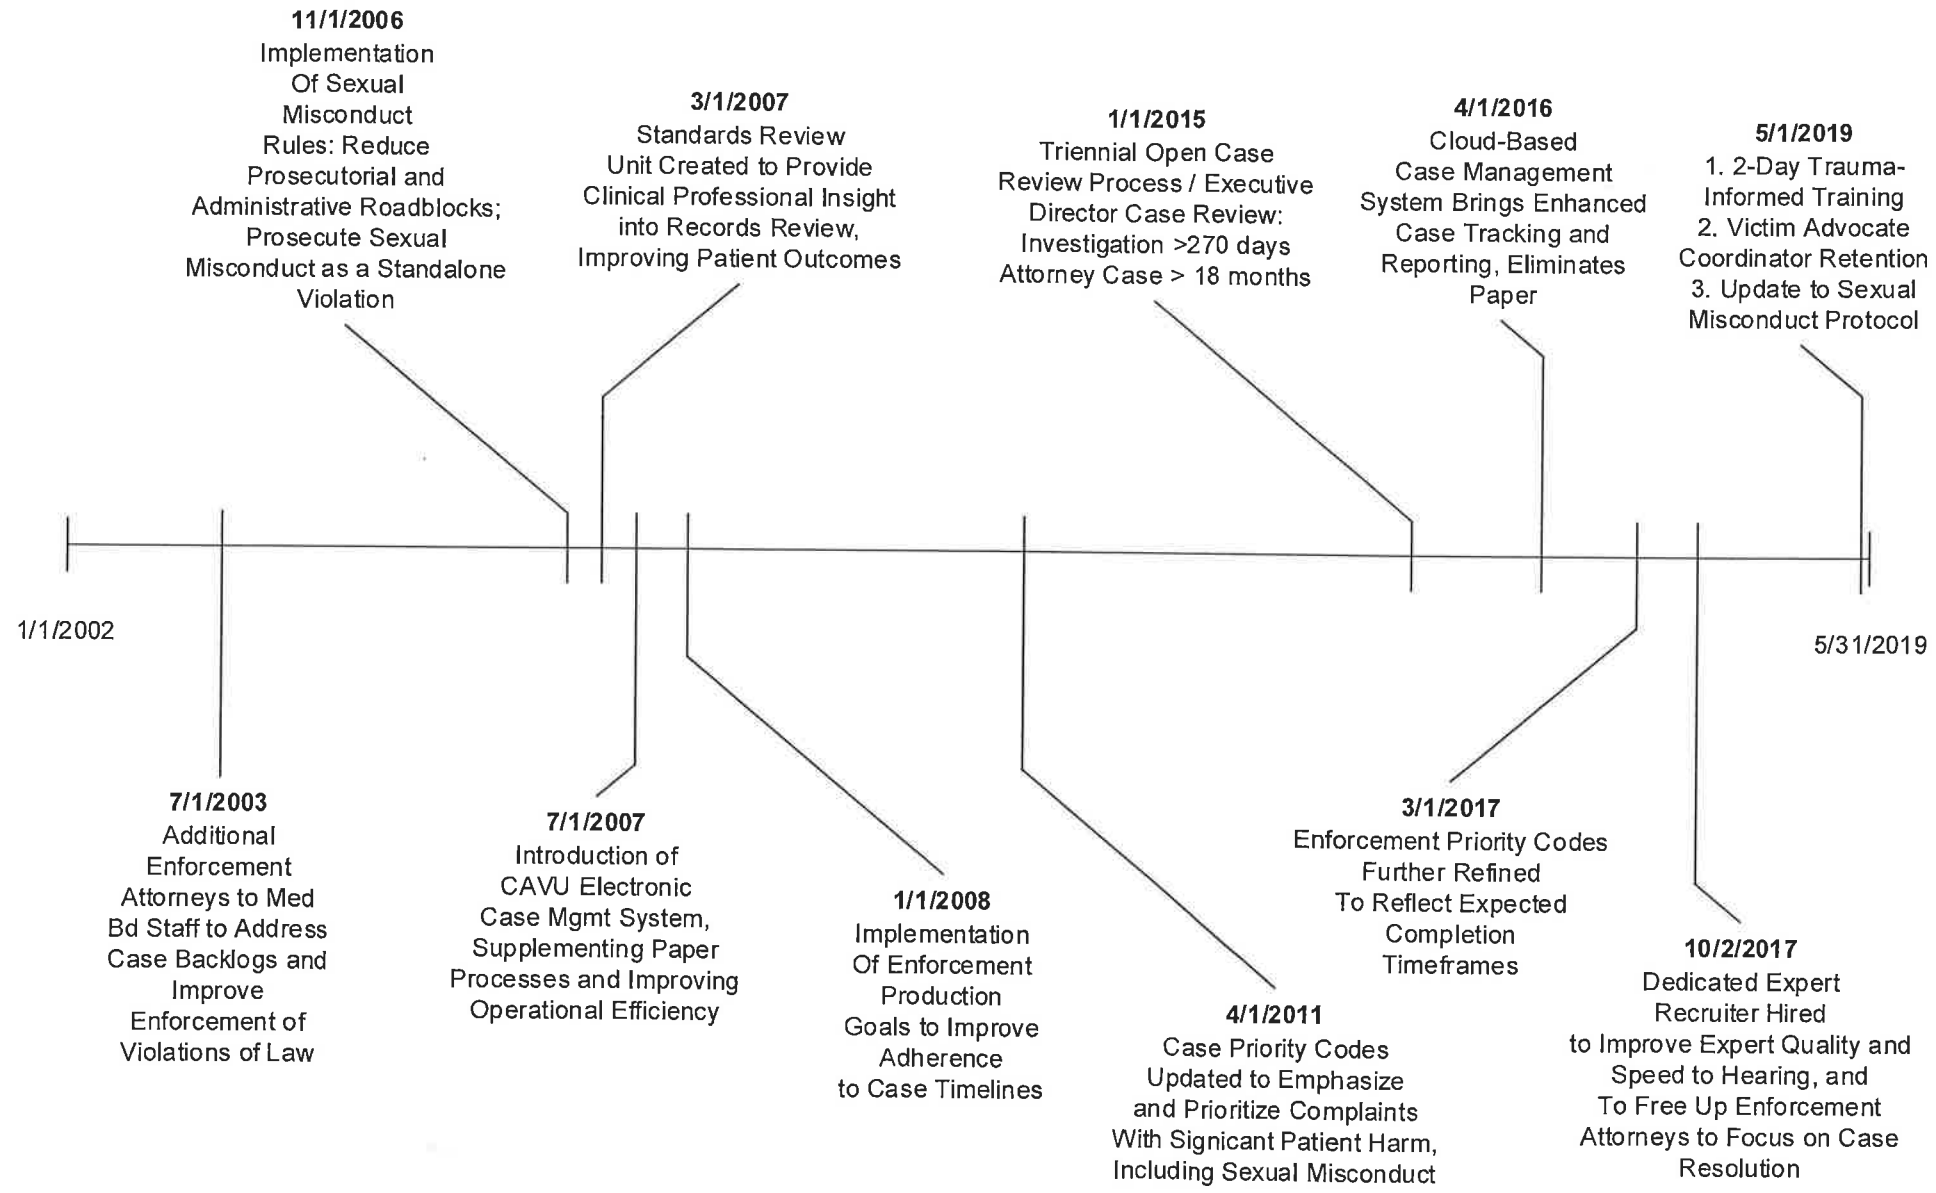 11/1/2006
Implementation
Of Sexual
Misconduct
Rules: Reduce
Prosecutorial and
Administrative Roadblocks;
Prosecute Sexual
Misconduct as a Standalone
Violation
3/1/2007
Standards Review
Unit Created to Provide
Clinical Professional Insight
into Records Review,
Improving Patient Outcomes
1/1/2015
Triennial Open Case
Review Process / Executive
Director Case Review:
Investigation >270 days
Attorney Case > 18 months
4/1/2016
Cloud-Based
Case Management
System Brings Enhanced
Case Tracking and
Reporting, Eliminates
Paper
5/1/2019
1. 2-Day Trauma-
Informed Training
2. Victim Advocate
Coordinator Retention
3. Update to Sexual
Misconduct Protocol
1/1/2002
5/31/2019
7/1/2003
Additional
Enforcement
Attorneys to Med
Bd Staff to Address
Case Backlogs and
Improve
Enforcement of
Violations of Law
7/1/2007
Introduction of
CAVU Electronic
Case Mgmt System,
Supplementing Paper
Processes and Improving
Operational Efficiency
1/1/2008
Implementation
Of Enforcement
Production
Goals to Improve
Adherence
to Case Timelines
4/1/2011
Case Priority Codes
Updated to Emphasize
and Prioritize Complaints
With Signicant Patient Harm,
Including Sexual Misconduct
3/1/2017
Enforcement Priority Codes
Further Refined
To Reflect Expected
Completion
Timeframes
10/2/2017
Dedicated Expert
Recruiter Hired
to Improve Expert Quality and
Speed to Hearing, and
To Free Up Enforcement
Attorneys to Focus on Case
Resolution